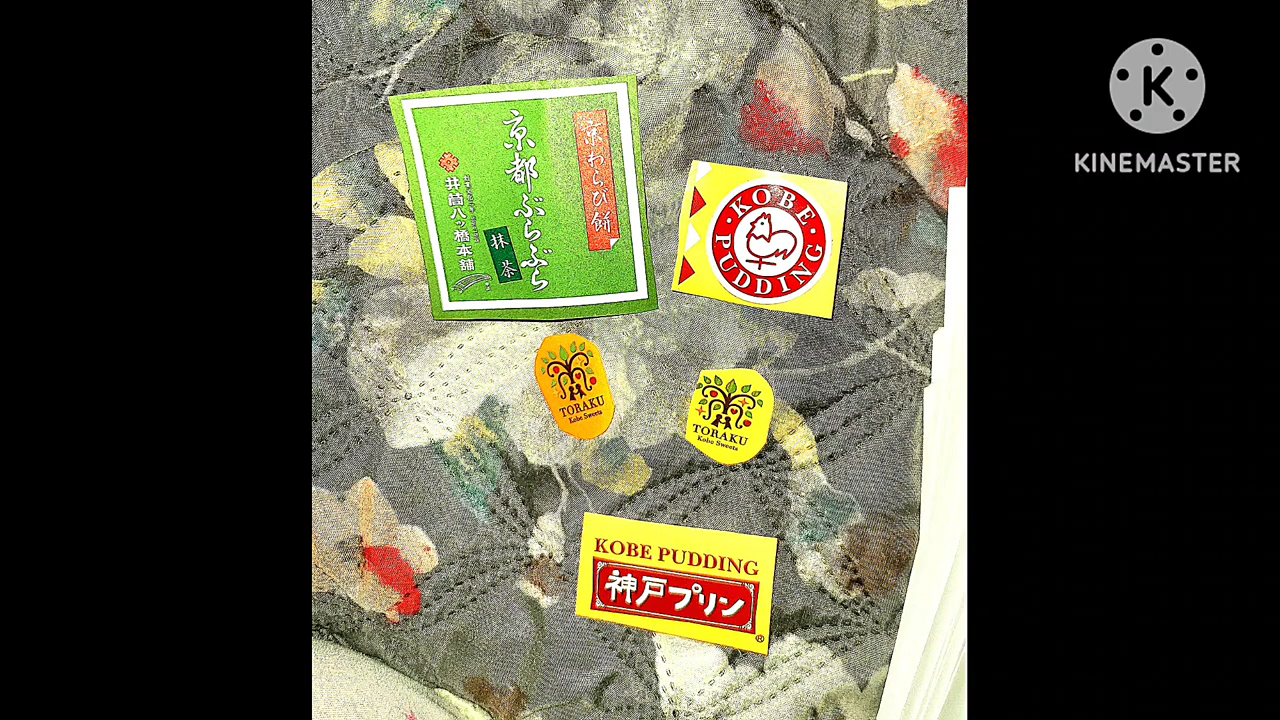 京わらび餅
京都ぶらぶら
抹茶
井筒八ッ橋本舗
KOBE
PUDDING
TORAKU
Kobe Sweets
TORAKU
Kobe Sweets
KOBE PUDDING
神戸プリン
®
KINEMASTER